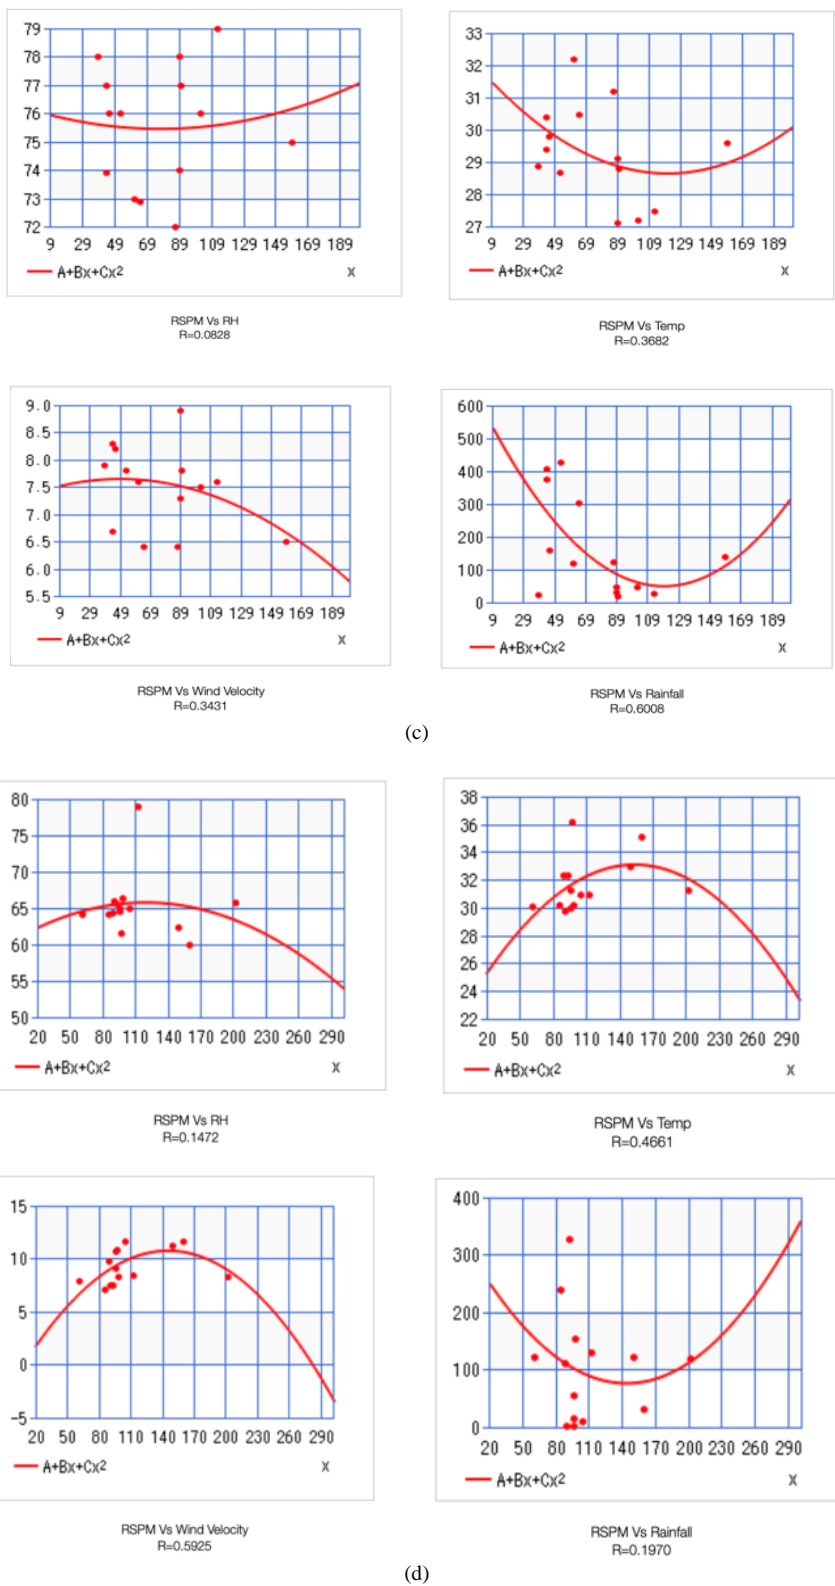 79
78
77
76
75
74
73
72
9 29 49 69 89 109 129 149 169 189
A+Bx+Cx2
X
RSPM Vs RH
R=0.0828
33
32
31
30
29
28
27
9 29 49 69 89 109 129 149 169 189
A+Bx+Cx2
X
RSPM Vs Temp
R=0.3682
9.0
8.5
8.0
7.5
7.0
6.5
6.0
5.5
9 29 49 69 89 109 129 149 169 189
A+Bx+Cx2
X
RSPM Vs Wind Velocity
R=0.3431
600
500
400
300
200
100
0
9 29 49 69 89 109 129 149 169 189
A+Bx+Cx2
X
RSPM Vs Rainfall
R=0.6008
(c)
80
75
70
65
60
55
50
20 50 80 110 140 170 200 230 260 290
A+Bx+Cx2
X
RSPM Vs RH
R=0.1472
38
36
34
32
30
28
26
24
22
20 50 80 110 140 170 200 230 260 290
A+Bx+Cx2
X
RSPM Vs Temp
R=0.4661
15
10
5
0
-5
20 50 80 110 140 170 200 230 260 290
A+Bx+Cx2
X
RSPM Vs Wind Velocity
R=0.5925
400
300
200
100
0
20 50 80 110 140 170 200 230 260 290
A+Bx+Cx2
X
RSPM Vs Rainfall
R=0.1970
(d)